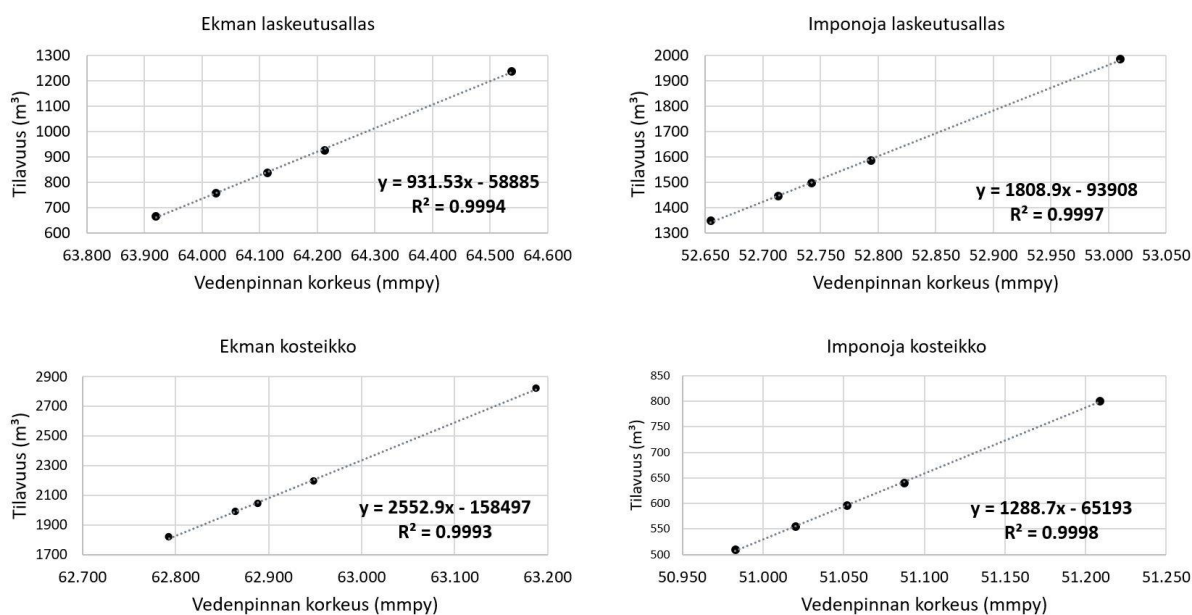 Ekman laskeutusallas
Tilavuus (m³)
1300
1200
1100
1000
900
800
700
600
y = 931.53x - 58885
R² = 0.9994
63.800 63.900 64.000 64.100 64.200 64.300 64.400 64.500 64.600
Vedenpinnan korkeus (mmpy)
Imponoja laskeutusallas
Tilavuus (m³)
2000
1900
1800
1700
1600
1500
1400
1300
y = 1808.9x - 93908
R² = 0.9997
52.650 52.700 52.750 52.800 52.850 52.900 52.950 53.000 53.050
Vedenpinnan korkeus (mmpy)
Ekman kosteikko
Tilavuus (m³)
2900
2700
2500
2300
2100
1900
1700
y = 2552.9x - 158497
R² = 0.9993
62.700 62.800 62.900 63.000 63.100 63.200
Vedenpinnan korkeus (mmpy)
Imponoja kosteikko
Tilavuus (m³)
850
800
750
700
650
600
550
500
y = 1288.7x - 65193
R² = 0.9998
50.950 51.000 51.050 51.100 51.150 51.200 51.250
Vedenpinnan korkeus (mmpy)